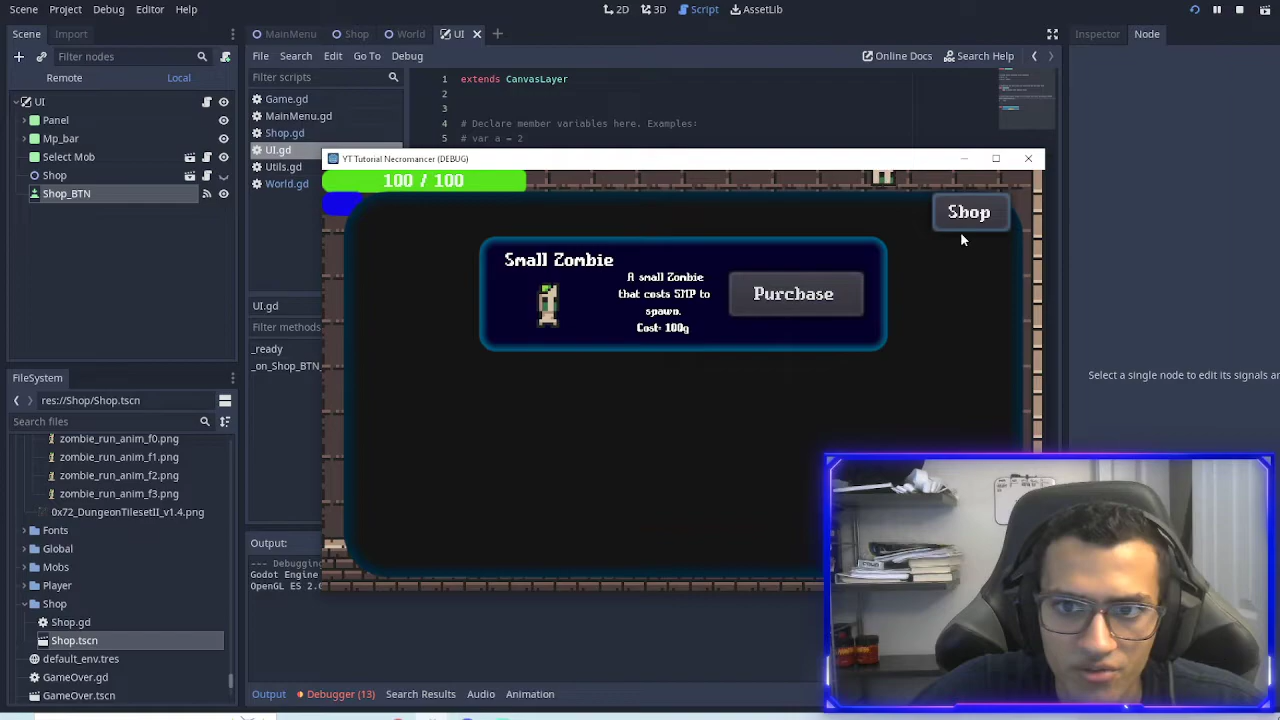 Scene Project Debug Editor Help
2D 3D Script AssetLib
Scene Import
Filter nodes
Remote Local
UI
Panel
Mp_bar
Select Mob
Shop
Shop_BTN
FileSystem
res://Shop/Shop.tscn
Search files
zombie_run_anim_f0.png
zombie_run_anim_f1.png
zombie_run_anim_f2.png
zombie_run_anim_f3.png
0x72_DungeonTilesetII_v1.4.png
Fonts
Global
Mobs
Player
Shop
Shop.gd
Shop.tscn
default_env.tres
GameOver.gd
GameOver.tscn
MainMenu Shop World UI
File Search Edit Go To Debug
Online Docs Search Help
Filter scripts
Shop.gd
UI.gd
Utils.gd
World.gd
UI.gd
Filter methods
_ready
_on_Shop_BTN
1 extends CanvasLayer
2
3
4 # Declare member variables here. Examples:
5 # var a = 2
YT Tutorial Necromancer (DEBUG)
100 / 100
Shop
Small Zombie
A small Zombie
that costs 5MP to
spawn.
Cost- 100g
Purchase
Output:
--- Debugging
Godot Engine
OpenGL ES 2.
Output Debugger (13) Search Results Audio Animation
Inspector Node
Select a single node to edit its signals an